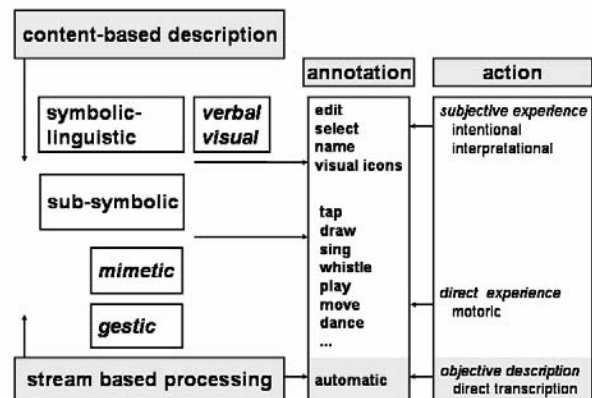 content-based description
annotation
action
symbolic-
linguistic
verbal
visual
sub-symbolic
mimetic
gestic
stream based processing
edit
select
name
visual icons
tap
draw
sing
whistle
play
move
dance
...
automatic
subjective experience
intentional
interpretational
direct experience
motoric
objective description
direct transcription